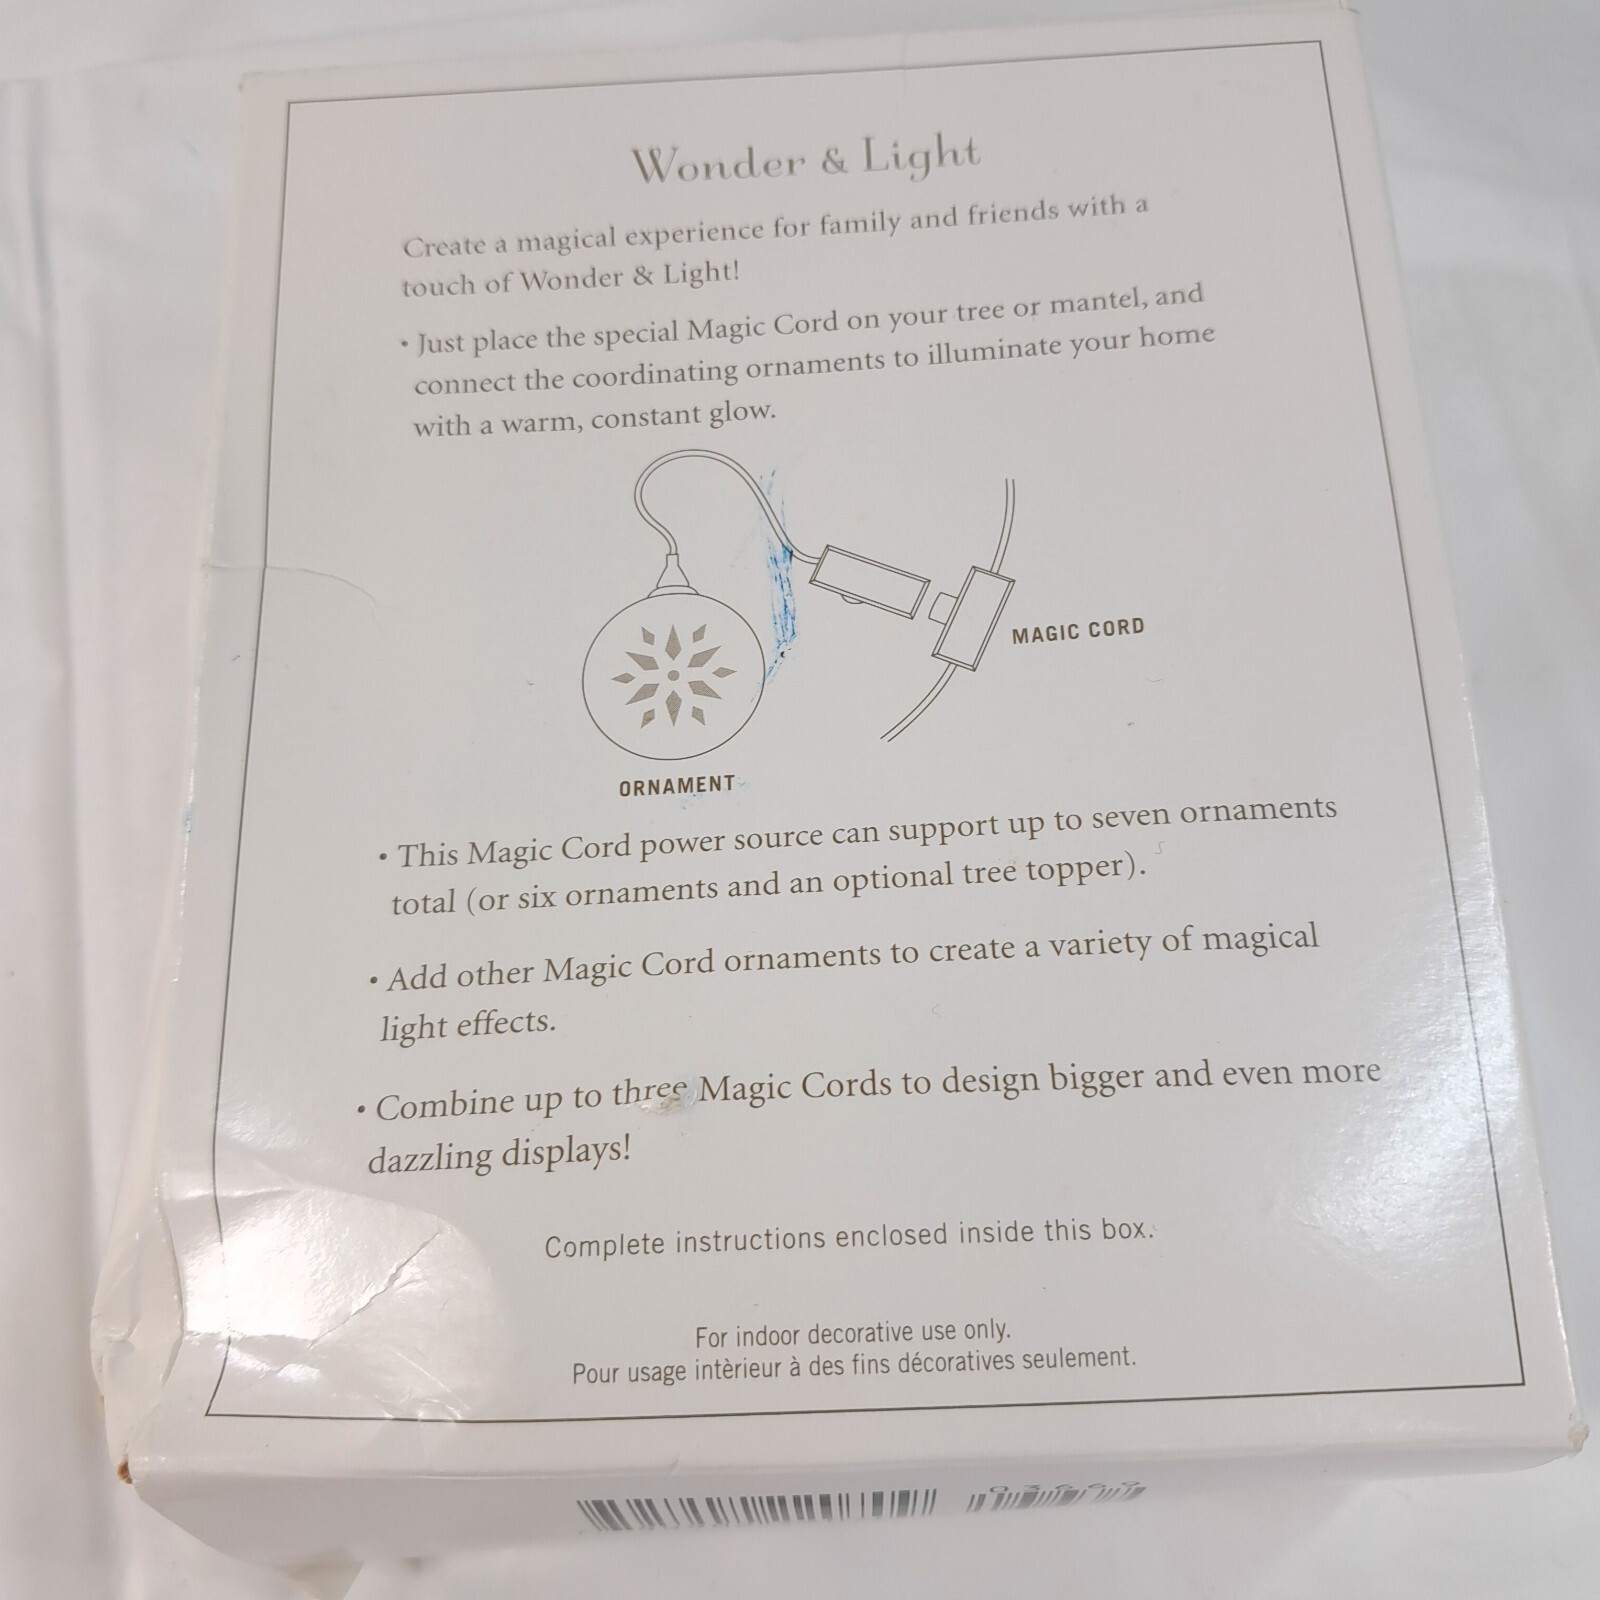 Wonder & Light
Create a magical experience for family and friends with a
touch of Wonder & Light!
• Just place the special Magic Cord on your tree or mantel, and
connect the coordinating ornaments to illuminate your home
with a warm, constant glow.
MAGIC CORD
ORNAMENT
• This Magic Cord power source can support up to seven ornaments
total (or six ornaments and an optional tree topper).
• Add other Magic Cord ornaments to create a variety of magical
light effects.
• Combine up to three Magic Cords to design bigger and even more
dazzling displays!
Complete instructions enclosed inside this box.
For indoor decorative use only.
Pour usage intèrieur à des fins décoratives seulement.